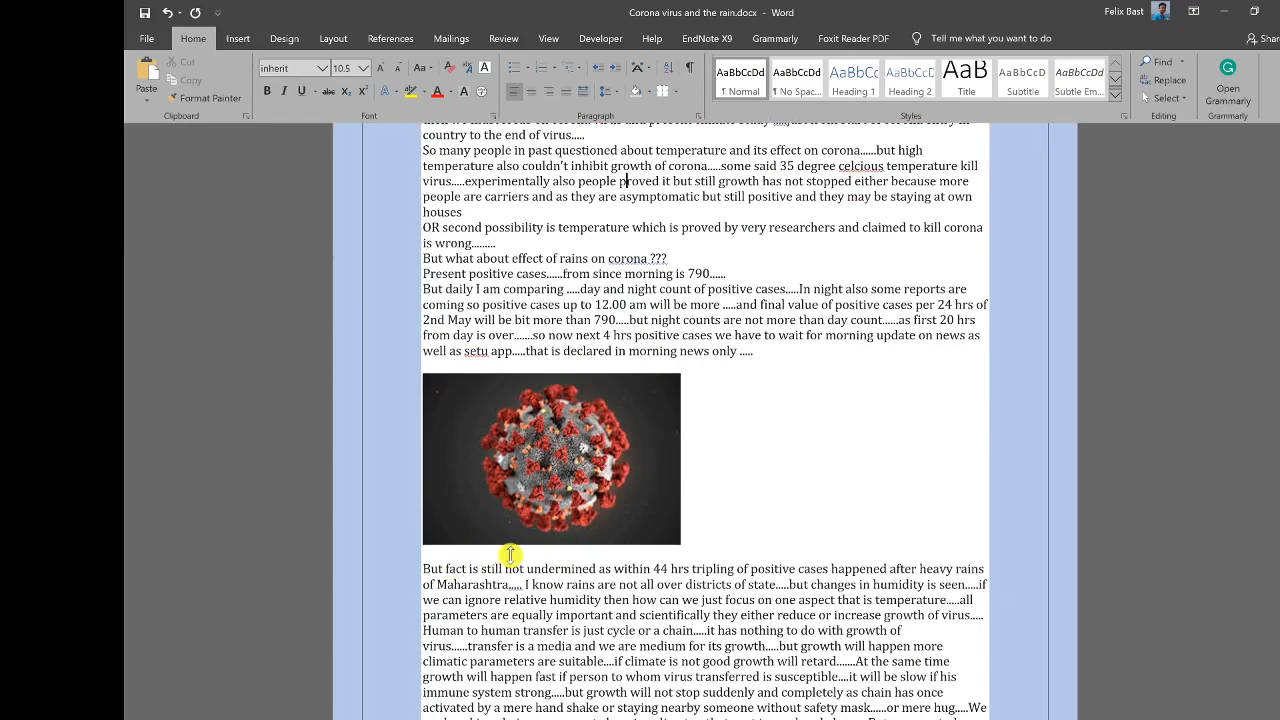 Corona virus and the rain.docx - Word
Felix Bast
File Home Insert Design Layout References Mailings Review View Developer Help EndNote X9 Grammarly Foxit Reader PDF Tell me what you want to do Share
Cut
Copy
Paste
Format Painter
Clipboard
inherit 10.5
Font
Paragraph
AaBbCcDd AaBbCcDd AaBbCc AaBbCcD AaB AaBbCcD AaBbCcDd
¶ Normal ¶ No Spac... Heading 1 Heading 2 Title Subtitle Subtle Em...
Styles
Find
Replace
Select
Editing
Open
Grammarly
Grammarly
So many people in past questioned about temperature and its effect on corona......but high
temperature also couldn't inhibit growth of corona.....some said 35 degree celcious temperature kill
virus.....experimentally also people proved it but still growth has not stopped either because more
people are carriers and as they are asymptomatic but still positive and they may be staying at own
houses
OR second possibility is temperature which is proved by very researchers and claimed to kill corona
is wrong.........
But what about effect of rains on corona ???
Present positive cases......from since morning is 790......
But daily I am comparing .....day and night count of positive cases.....In night also some reports are
coming so positive cases up to 12.00 am will be more .....and final value of positive cases per 24 hrs of
2nd May will be bit more than 790.....but night counts are not more than day count......as first 20 hrs
from day is over.......so now next 4 hrs positive cases we have to wait for morning update on news as
well as setu app.....that is declared in morning news only .....
But fact is still not undermined as within 44 hrs tripling of positive cases happened after heavy rains
of Maharashtra..... I know rains are not all over districts of state.....but changes in humidity is seen.....if
we can ignore relative humidity then how can we just focus on one aspect that is temperature.....all
parameters are equally important and scientifically they either reduce or increase growth of virus.....
Human to human transfer is just cycle or a chain.....it has nothing to do with growth of
virus......transfer is a media and we are medium for its growth.....but growth will happen more
climatic parameters are suitable....if climate is not good growth will retard.......At the same time
growth will happen fast if person to whom virus transferred is susceptible....it will be slow if his
immune system strong.....but growth will not stop suddenly and completely as chain has once
activated by a mere hand shake or staying nearby someone without safety mask......or mere hug.....We